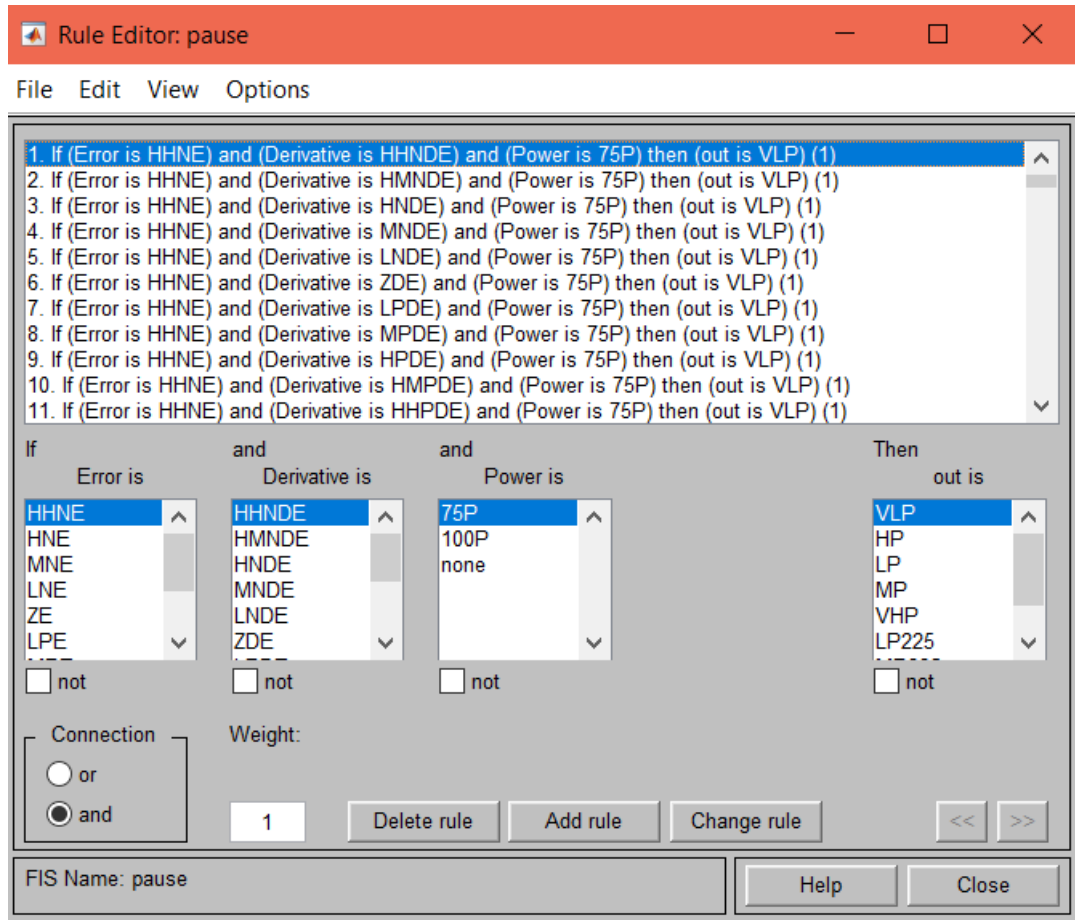 Rule Editor: pause
File Edit View Options
1. If (Error is HHNE) and (Derivative is HHNDE) and (Power is 75P) then (out is VLP) (1)
2. If (Error is HHNE) and (Derivative is HMNDE) and (Power is 75P) then (out is VLP) (1)
3. If (Error is HHNE) and (Derivative is HNDE) and (Power is 75P) then (out is VLP) (1)
4. If (Error is HHNE) and (Derivative is MNDE) and (Power is 75P) then (out is VLP) (1)
5. If (Error is HHNE) and (Derivative is LNDE) and (Power is 75P) then (out is VLP) (1)
6. If (Error is HHNE) and (Derivative is ZDE) and (Power is 75P) then (out is VLP) (1)
7. If (Error is HHNE) and (Derivative is LPDE) and (Power is 75P) then (out is VLP) (1)
8. If (Error is HHNE) and (Derivative is MPDE) and (Power is 75P) then (out is VLP) (1)
9. If (Error is HHNE) and (Derivative is HPDE) and (Power is 75P) then (out is VLP) (1)
10. If (Error is HHNE) and (Derivative is HMPDE) and (Power is 75P) then (out is VLP) (1)
11. If (Error is HHNE) and (Derivative is HHPDE) and (Power is 75P) then (out is VLP) (1)
If and and Then
Error is Derivative is Power is out is
HHNE HHNDE 75P VLP
HNE HMNDE 100P HP
MNE HNDE none LP
LNE MNDE MP
ZE LNDE VHP
LPE ZDE LP225
not not not not
Connection Weight:
or
and 1 Delete rule Add rule Change rule << >>
FIS Name: pause Help Close